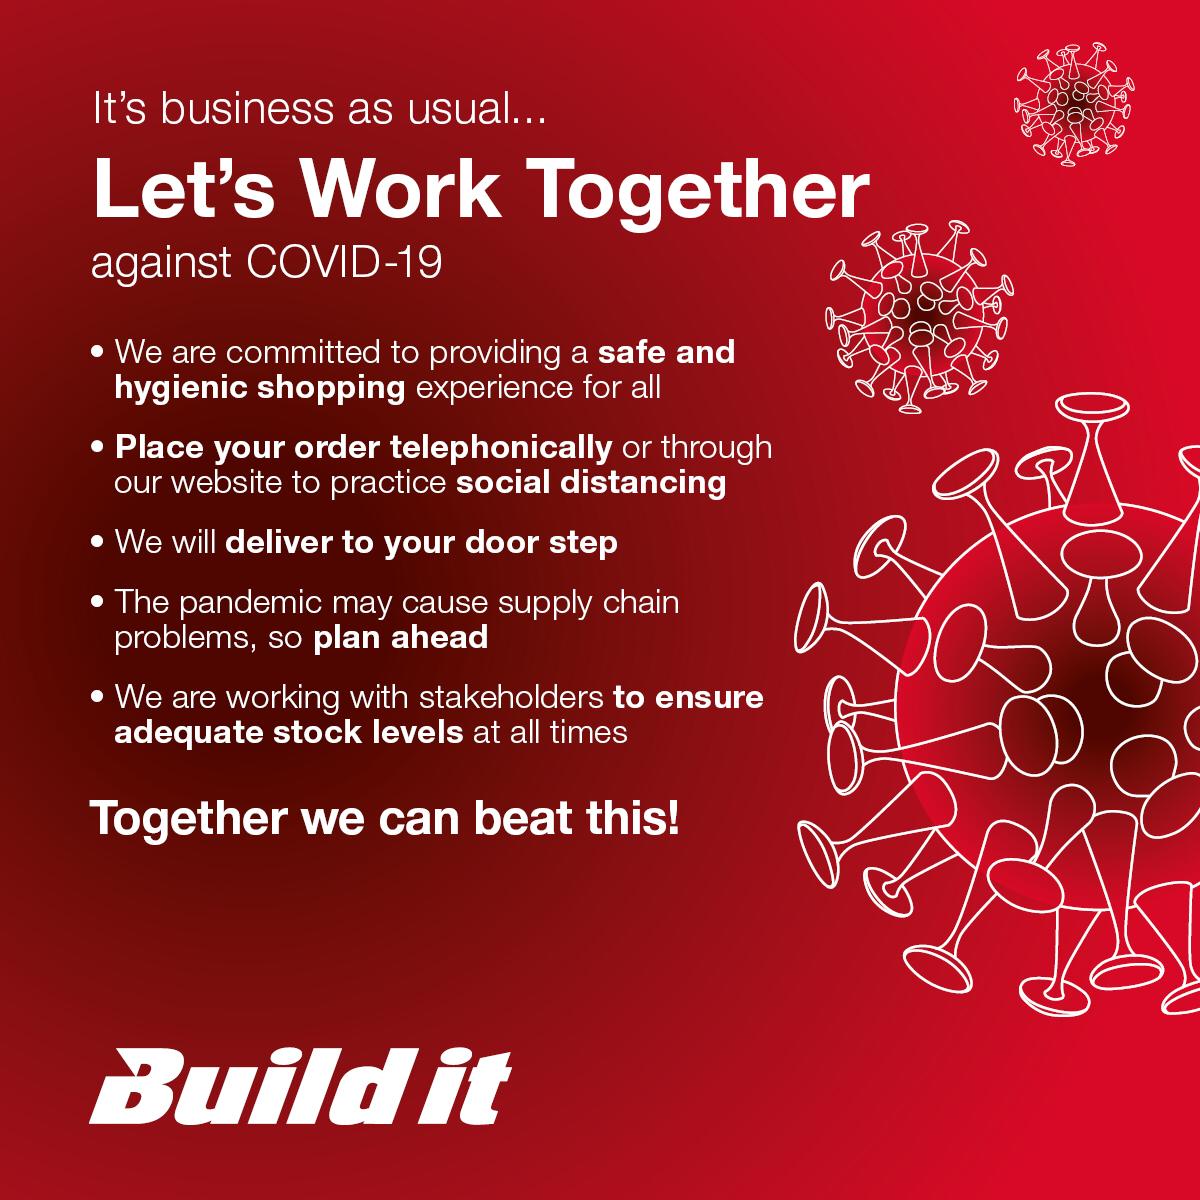 It's business as usual...
Let's Work Together
against COVID-19
• We are committed to providing a safe and
hygienic shopping experience for all
• Place your order telephonically or through
our website to practice social distancing
• We will deliver to your door step
• The pandemic may cause supply chain
problems, so plan ahead
• We are working with stakeholders to ensure
adequate stock levels at all times
Together we can beat this!
Build it